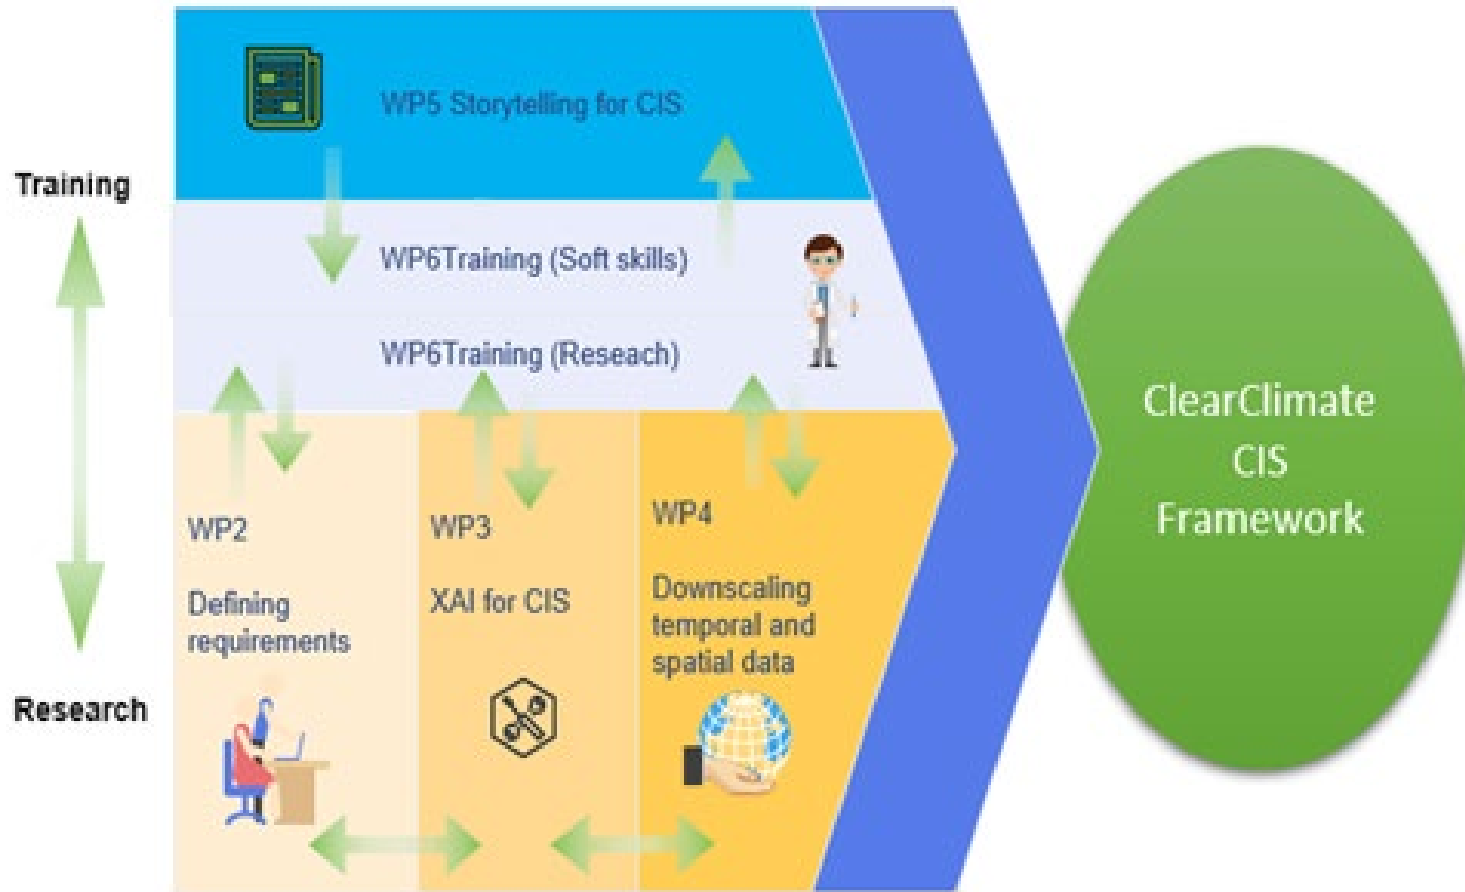 WP5 Storytelling for CIS
Training
WP6Training (Soft skills)
WP6Training (Reseach)
WP2
Defining
requirements
WP3
XAI for CIS
WP4
Downscaling
temporal and
spatial data
Research
ClearClimate
CIS
Framework